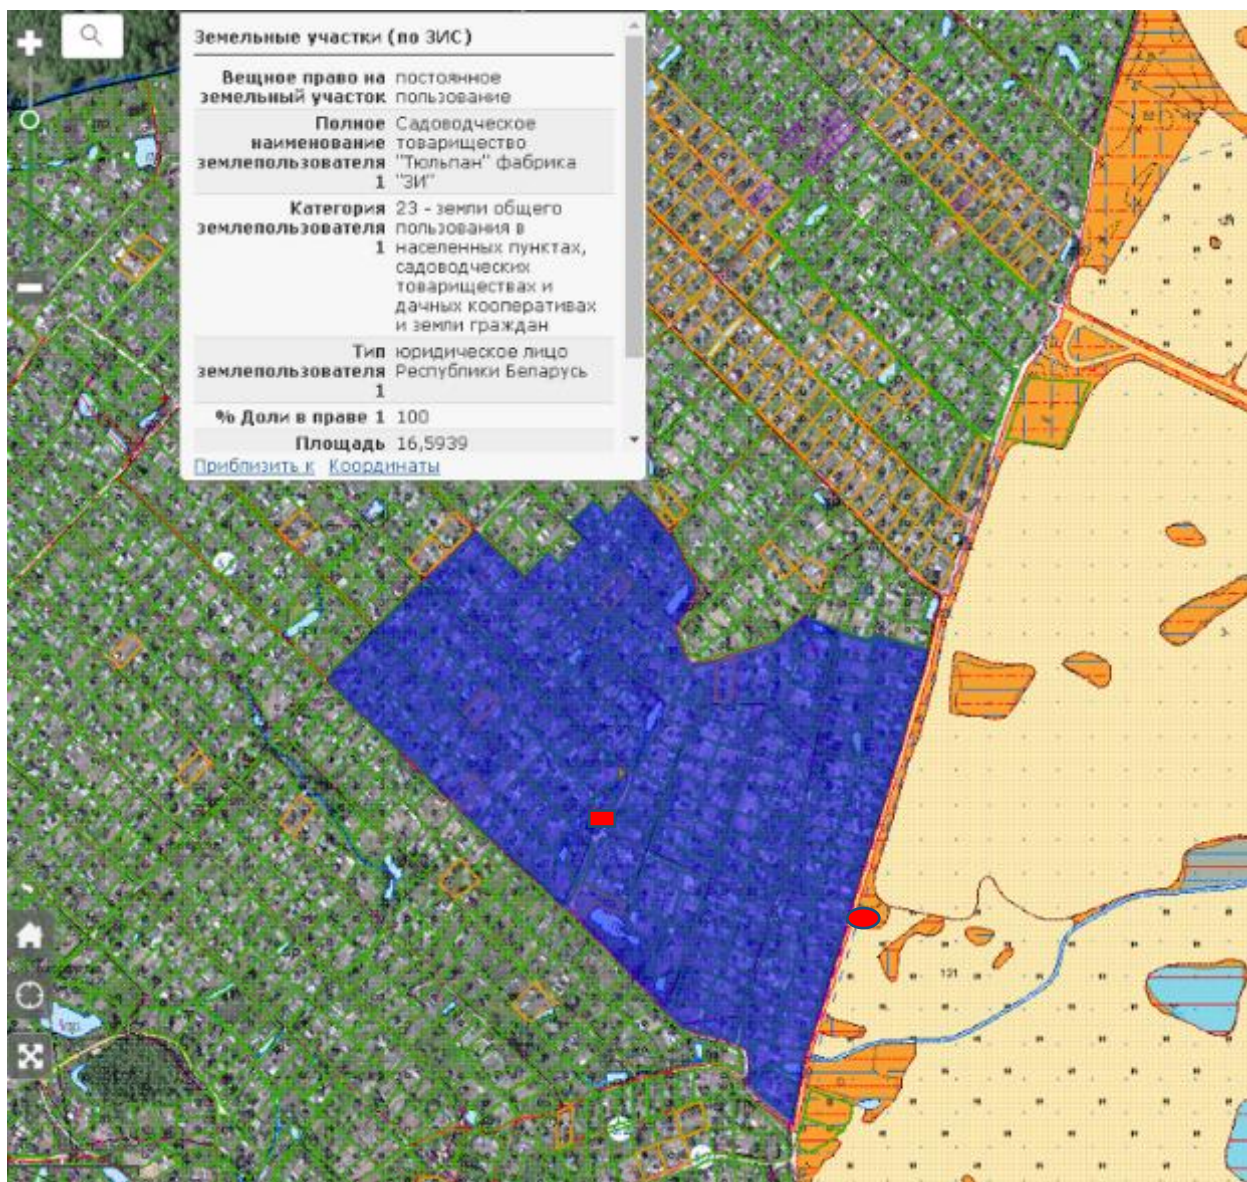 Земельные участки (по ЗИС)
Вещное право на постоянное
земельный участок пользование
Полное Садоводческое
наименование товарищество
землепользователя "Тюльпан" фабрика
1 "ЗИ"
Категория 23 - земли общего
землепользователя пользования в
1 населенных пунктах,
садоводческих
товариществах и
дачных кооперативах
и земли граждан
Тип юридическое лицо
землепользователя Республики Беларусь
1
% Доли в праве 1 100
Площадь 16,5939
Приблизить к Координаты
121